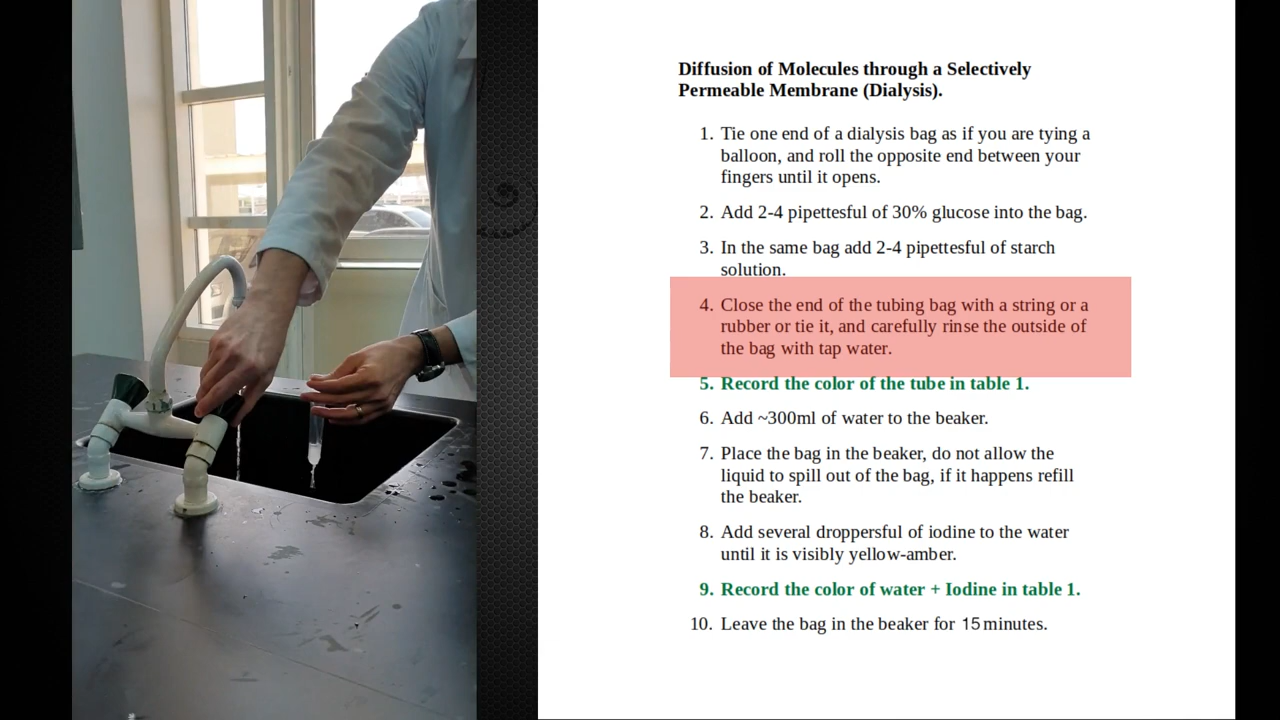 Diffusion of Molecules through a Selectively
Permeable Membrane (Dialysis).
1. Tie one end of a dialysis bag as if you are tying a
balloon, and roll the opposite end between your
fingers until it opens.
2. Add 2-4 pipettesful of 30% glucose into the bag.
3. In the same bag add 2-4 pipettesful of starch
solution.
4. Close the end of the tubing bag with a string or a
rubber or tie it, and carefully rinse the outside of
the bag with tap water.
5. Record the color of the tube in table 1.
6. Add ~300ml of water to the beaker.
7. Place the bag in the beaker, do not allow the
liquid to spill out of the bag, if it happens refill
the beaker.
8. Add several droppersful of iodine to the water
until it is visibly yellow-amber.
9. Record the color of water + Iodine in table 1.
10. Leave the bag in the beaker for 15 minutes.